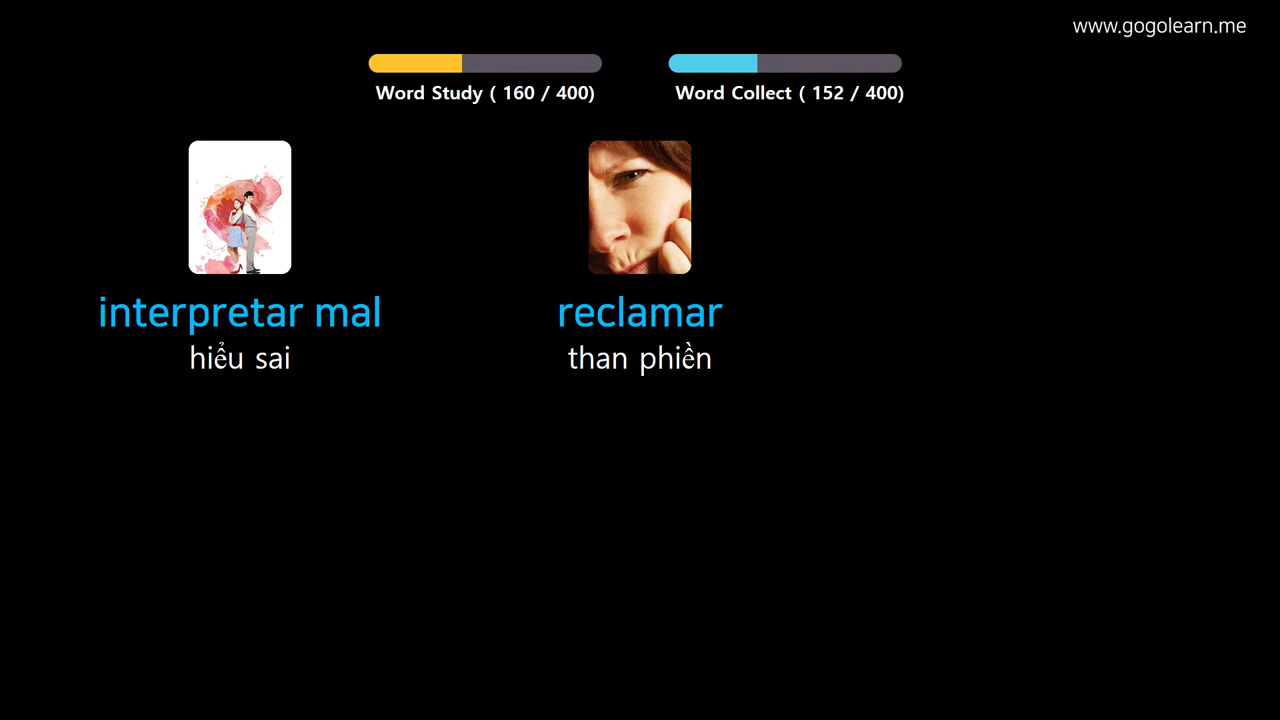 www.gogolearn.me
Word Study ( 160 / 400)
Word Collect ( 152 / 400)
interpretar mal
hiểu sai
reclamar
than phiền